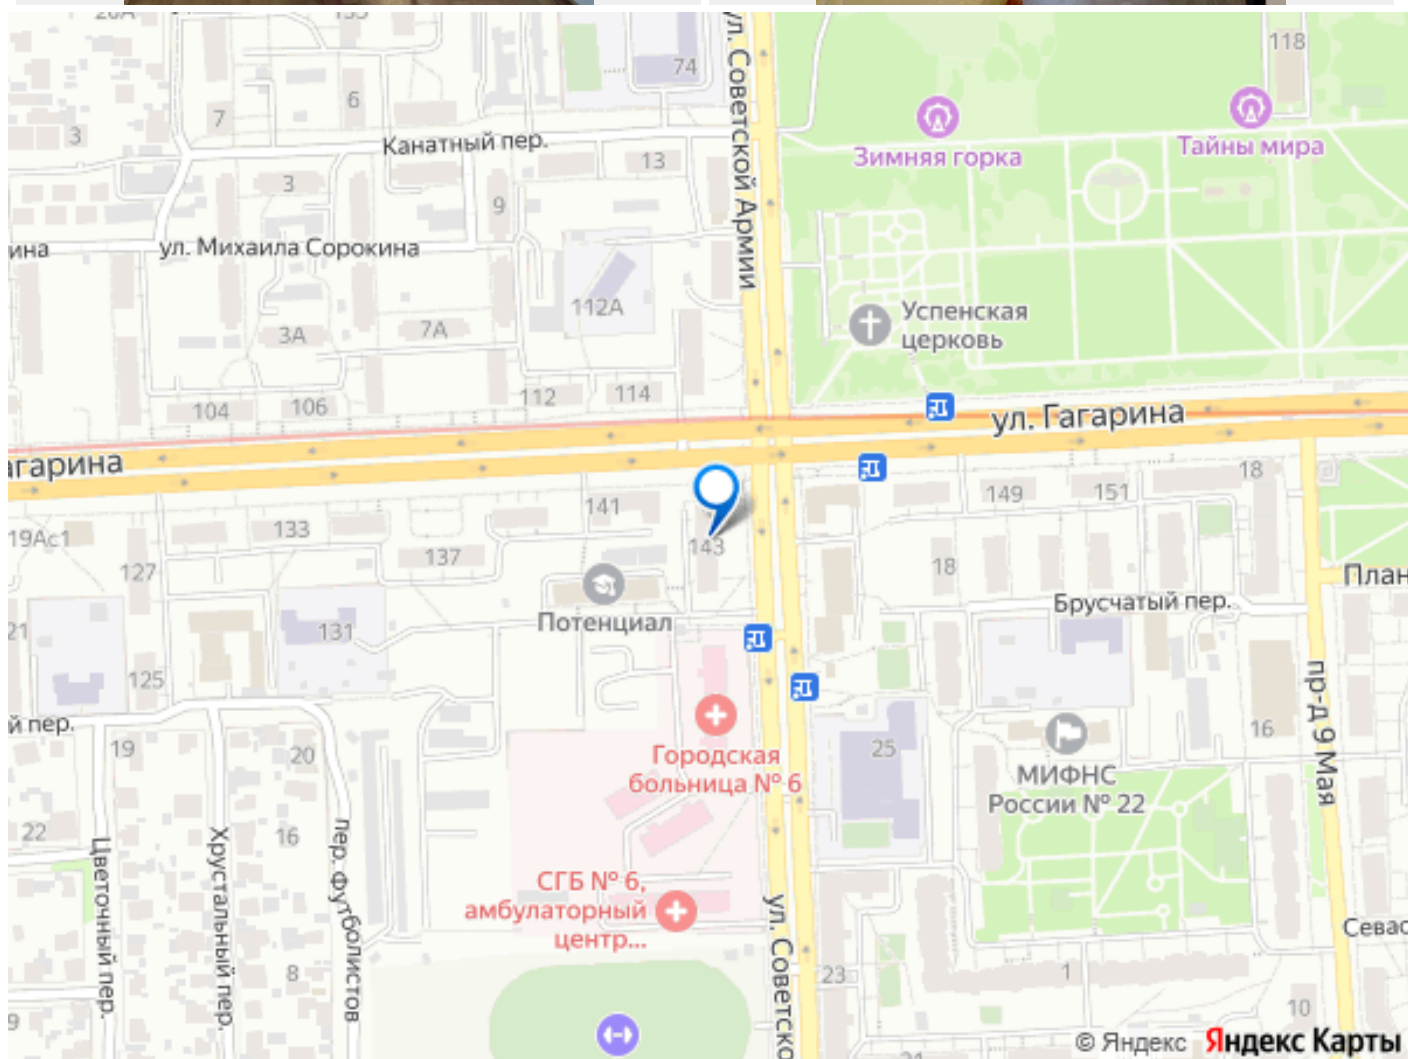 ул. Советской Армии
118
74
6
7
3
Канатный пер.
13
3
9
Зимняя горка
Тайны мира
ина
ул. Михаила Сорокина
112А
Успенская
церковь
3А
7А
104
106
112
114
ул. Гагарина
агарина
18
141
149
151
19Ас1
133
143
137
127
18
План
Брусчатый пер.
Потенциал
21
131
125
пр-д 9 Мая
й пер.
19
20
Городская
больница № 6
25
16
МИФНС
России № 22
22
16
Цветочный пер.
Хрустальный пер.
пер. Футболистов
СГБ № 6,
амбулаторный
центр...
ул. Советско
Севас
8
23
1
9
10
© Яндекс Яндекс Карты